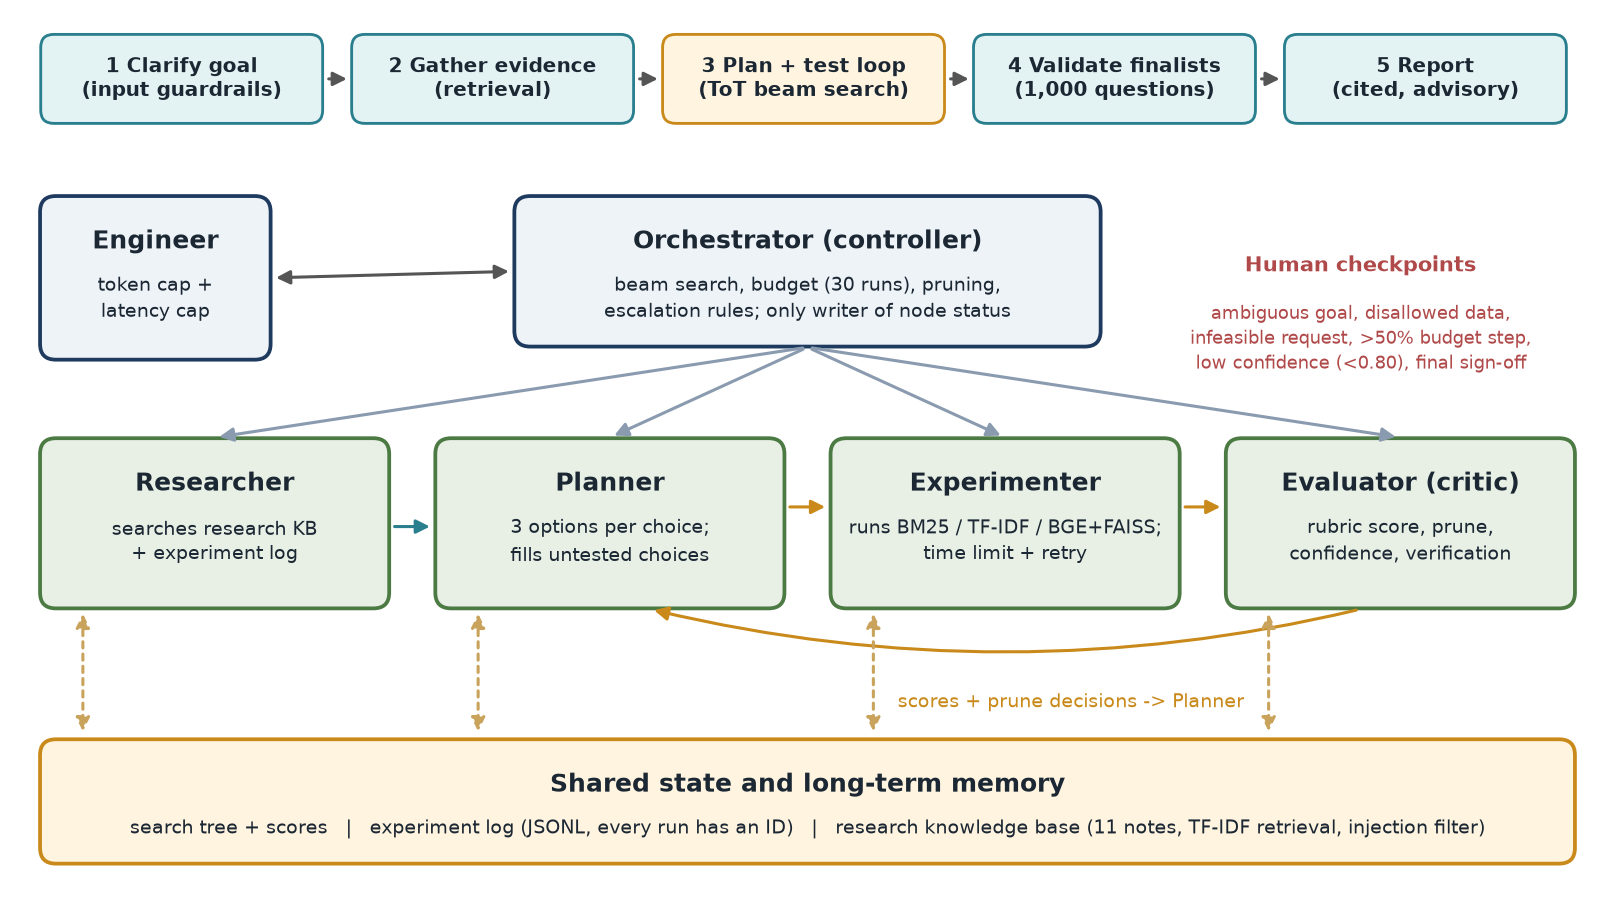 1 Clarify goal
(input guardrails)
2 Gather evidence
(retrieval)
3 Plan + test loop
(ToT beam search)
4 Validate finalists
(1,000 questions)
5 Report
(cited, advisory)
Engineer
token cap +
latency cap
Orchestrator (controller)
beam search, budget (30 runs), pruning,
escalation rules; only writer of node status
Human checkpoints
ambiguous goal, disallowed data,
infeasible request, >50% budget step,
low confidence (<0.80), final sign-off
Researcher
searches research KB
+ experiment log
Planner
3 options per choice;
fills untested choices
Experimenter
runs BM25 / TF-IDF / BGE+FAISS;
time limit + retry
Evaluator (critic)
rubric score, prune,
confidence, verification
scores + prune decisions -> Planner
Shared state and long-term memory
search tree + scores | experiment log (JSONL, every run has an ID) | research knowledge base (11 notes, TF-IDF retrieval, injection filter)